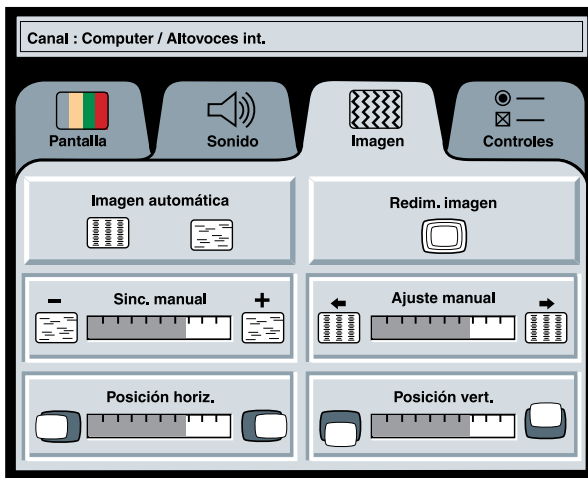 Canal : Computer / Altovoces int.
Pantalla
Sonido
Imagen
Controles
Imagen automática
Redim. imagen
Sinc. manual
- +
Ajuste manual
Posición horiz.
Posición vert.